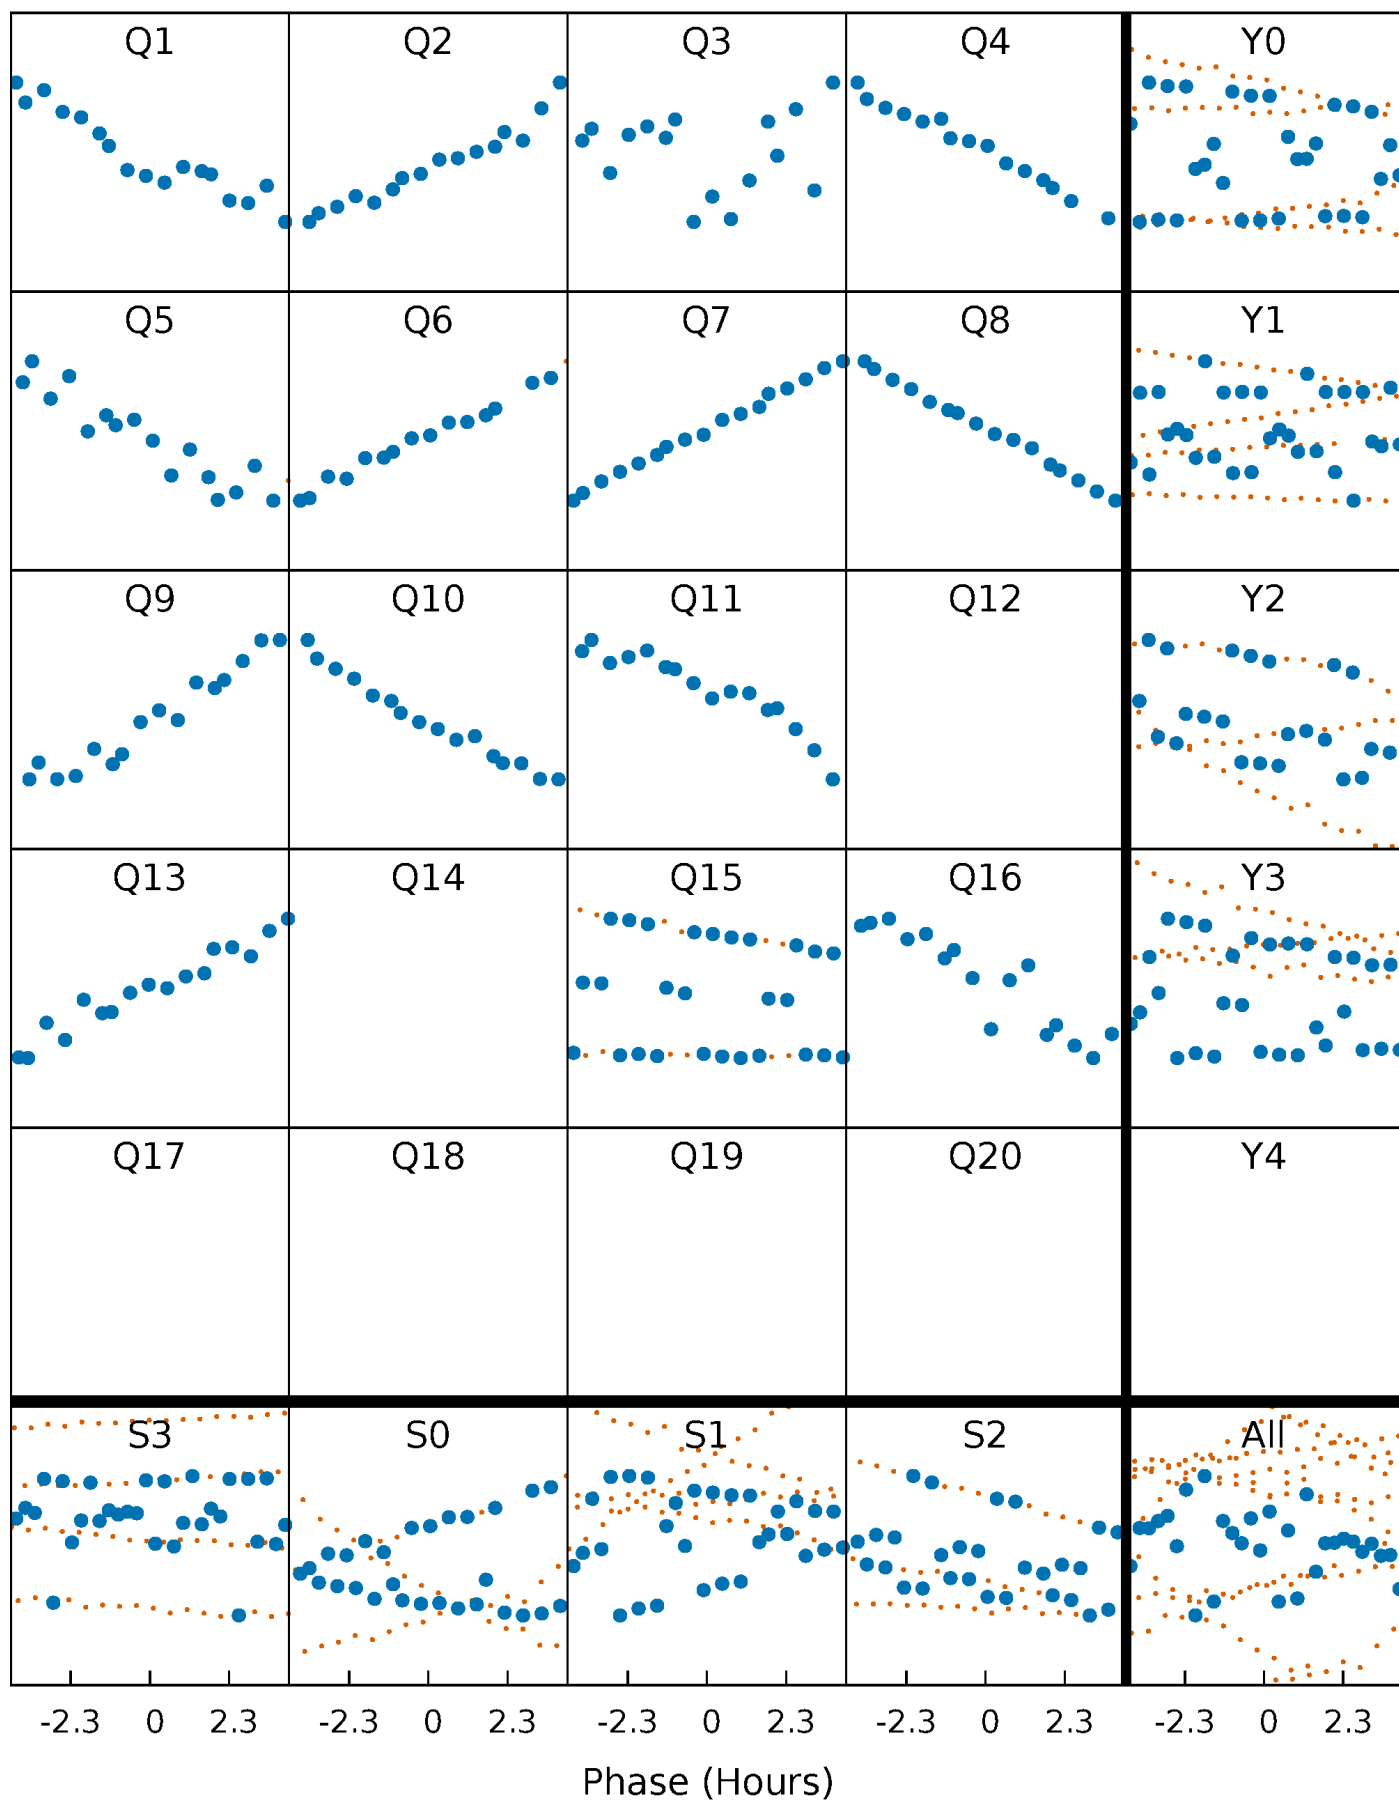 Q1 Q2 Q3 Q4 Y0
Q5 Q6 Q7 Q8 Y1
Q9 Q10 Q11 Q12 Y2
Q13 Q14 Q15 Q16 Y3
Q17 Q18 Q19 Q20 Y4
S3 S0 S1 S2 All
-2.3 0 2.3 -2.3 0 2.3 -2.3 0 2.3 -2.3 0 2.3 -2.3 0 2.3
Phase (Hours)